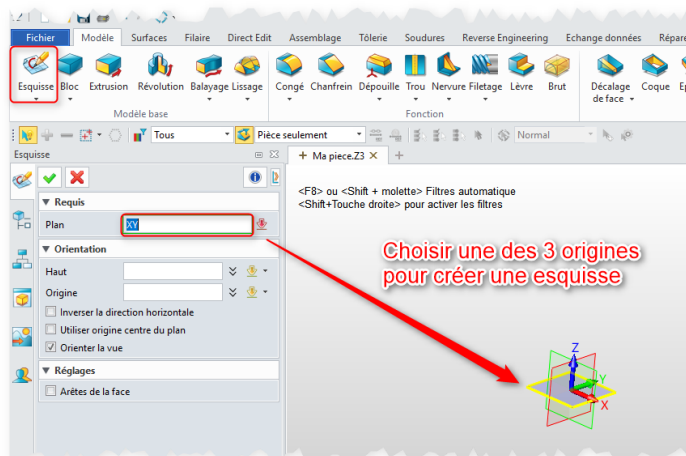 Fichier Modèle Surfaces Filaire Direct Edit Assemblage Tôlerie Soudures Reverse Engineering Echange données Répare
Esquisse Bloc Extrusion Révolution Balayage Lissage Congé Chanfrein Dépouille Trou Nervure Filetage Lèvre Brut Décalage de face Coque
Modèle base Fonction
Tous Pièce seulement Normal
Esquisse
+ Ma piece.Z3 × +
<F8> ou <Shift + molette> Filtres automatique
<Shift+Touche droite> pour activer les filtres
Requis
Plan XY
Orientation
Haut
Origine
Inverser la direction horizontale
Utiliser origine centre du plan
Orienter la vue
Réglages
Arêtes de la face
Choisir une des 3 origines
pour créer une esquisse
Z
Y
X